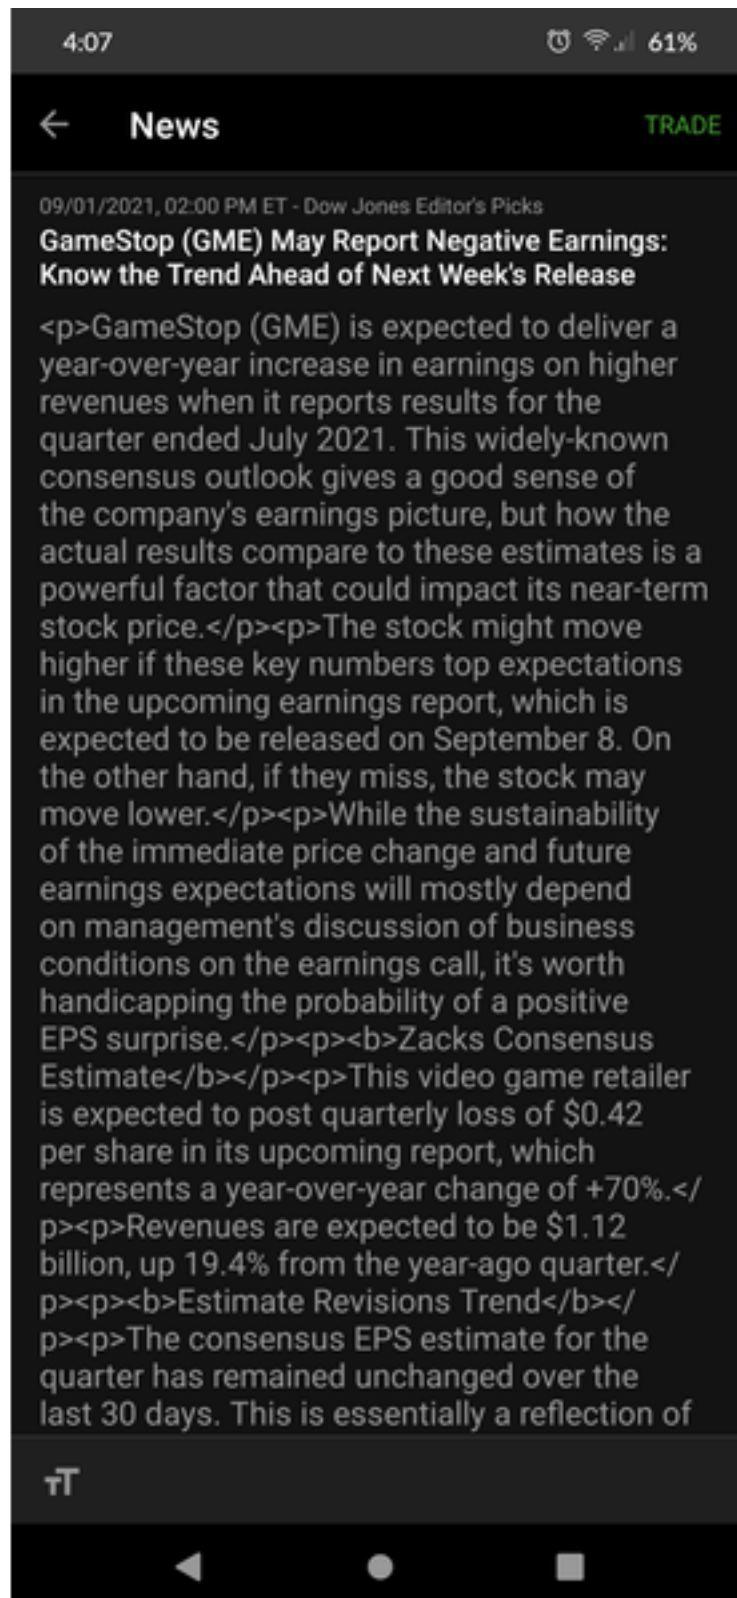 4:07
61%
News
TRADE
09/01/2021, 02:00 PM ET - Dow Jones Editor's Picks
GameStop (GME) May Report Negative Earnings:
Know the Trend Ahead of Next Week's Release
<p>GameStop (GME) is expected to deliver a
year-over-year increase in earnings on higher
revenues when it reports results for the
quarter ended July 2021. This widely-known
consensus outlook gives a good sense of
the company's earnings picture, but how the
actual results compare to these estimates is a
powerful factor that could impact its near-term
stock price.</p><p>The stock might move
higher if these key numbers top expectations
in the upcoming earnings report, which is
expected to be released on September 8. On
the other hand, if they miss, the stock may
move lower.</p><p>While the sustainability
of the immediate price change and future
earnings expectations will mostly depend
on management's discussion of business
conditions on the earnings call, it's worth
handicapping the probability of a positive
EPS surprise.</p><p><b>Zacks Consensus
Estimate</b></p><p>This video game retailer
is expected to post quarterly loss of $0.42
per share in its upcoming report, which
represents a year-over-year change of +70%.</
p><p>Revenues are expected to be $1.12
billion, up 19.4% from the year-ago quarter.</
p><p><b>Estimate Revisions Trend</b></
p><p>The consensus EPS estimate for the
quarter has remained unchanged over the
last 30 days. This is essentially a reflection of
TT